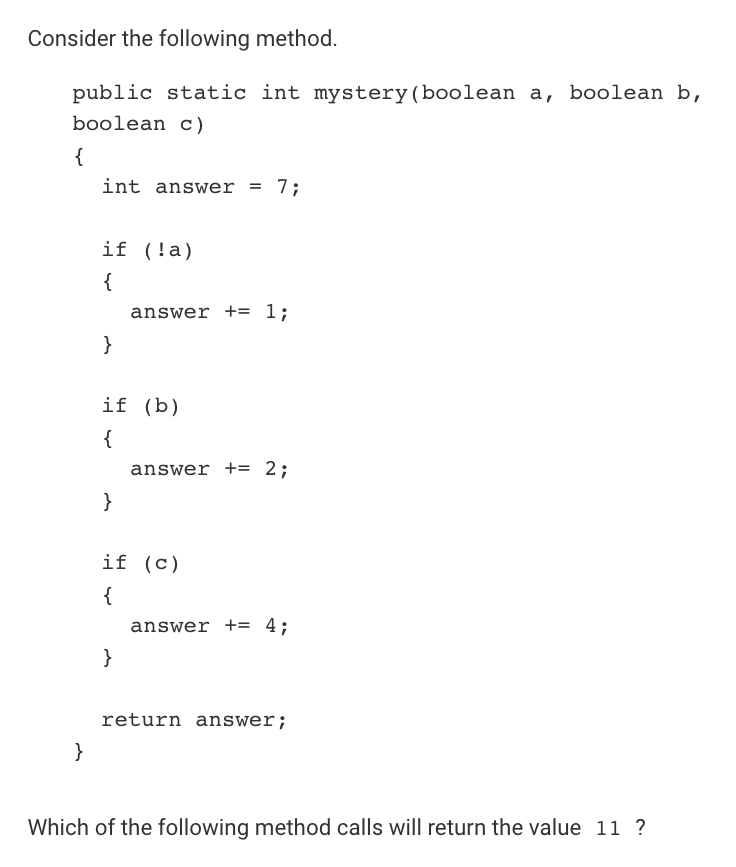 Consider the following method.
public static int mystery(boolean a, boolean b,
boolean c)
{
int answer = 7;
if (!a)
{
answer += 1;
}
if (b)
{
answer += 2;
}
if (c)
{
answer += 4;
}
return answer;
}
Which of the following method calls will return the value 11 ?